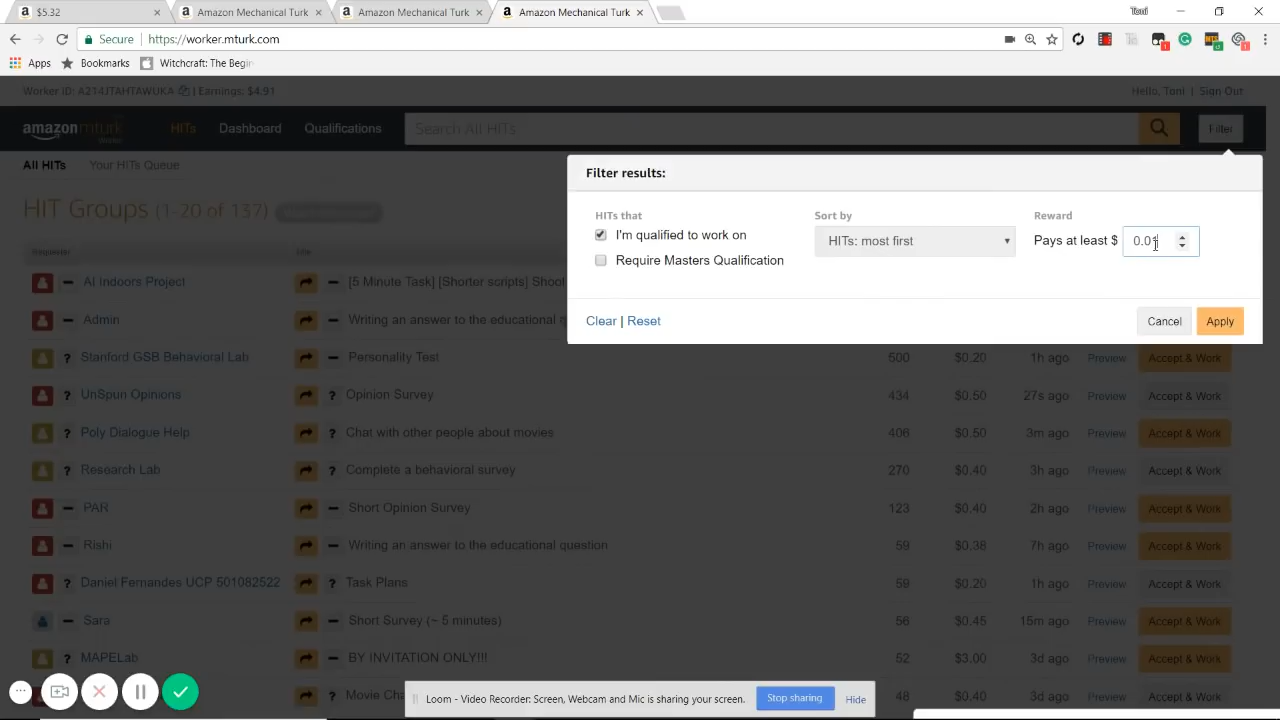 $5.32
Amazon Mechanical Turk
Amazon Mechanical Turk
Amazon Mechanical Turk
Toni
Secure
https://worker.mturk.com
Apps
Bookmarks
Witchcraft: The Begin
Worker ID: A214JTAHTAWUKA
Earnings: $4.91
Hello, Toni | Sign Out
amazonmturk
HITs
Dashboard
Qualifications
Search All HITs
Filter
All HITs
Your HITs Queue
Filter results:
HITs that
I'm qualified to work on
Require Masters Qualification
Sort by
HITs: most first
Reward
Pays at least $
0.01
Clear | Reset
Cancel
Apply
HIT Groups (1-20 of 137)
Requester
Title
AI Indoors Project
[5 Minute Task] [Shorter scripts] Shoot
Admin
Writing an answer to the educational q
Stanford GSB Behavioral Lab
Personality Test
500
$0.20
1h ago
Preview
Accept & Work
UnSpun Opinions
Opinion Survey
434
$0.50
27s ago
Preview
Accept & Work
Poly Dialogue Help
Chat with other people about movies
406
$0.50
3m ago
Preview
Accept & Work
Research Lab
Complete a behavioral survey
270
$0.40
3h ago
Preview
Accept & Work
PAR
Short Opinion Survey
123
$0.40
2h ago
Preview
Accept & Work
Rishi
Writing an answer to the educational question
59
$0.38
7h ago
Preview
Accept & Work
Daniel Fernandes UCP 501082522
Task Plans
59
$0.20
1h ago
Preview
Accept & Work
Sara
Short Survey (~ 5 minutes)
56
$0.45
15m ago
Preview
Accept & Work
MAPELab
BY INVITATION ONLY!!!
52
$3.00
3d ago
Preview
Accept & Work
Movie Cha
48
$0.40
3d ago
Preview
Accept & Work
Loom - Video Recorder: Screen, Webcam and Mic is sharing your screen.
Stop sharing
Hide